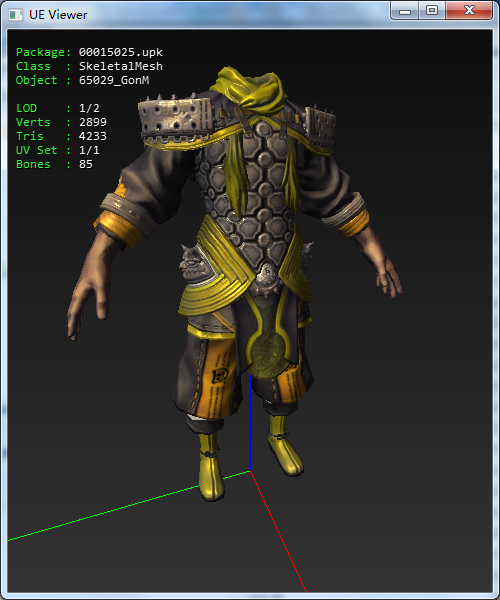 UE Viewer
Package: 00015025.upk
Class : SkeletalMesh
Object : 65029_GonM
LOD : 1/2
Verts : 2899
Tris : 4233
UV Set : 1/1
Bones : 85